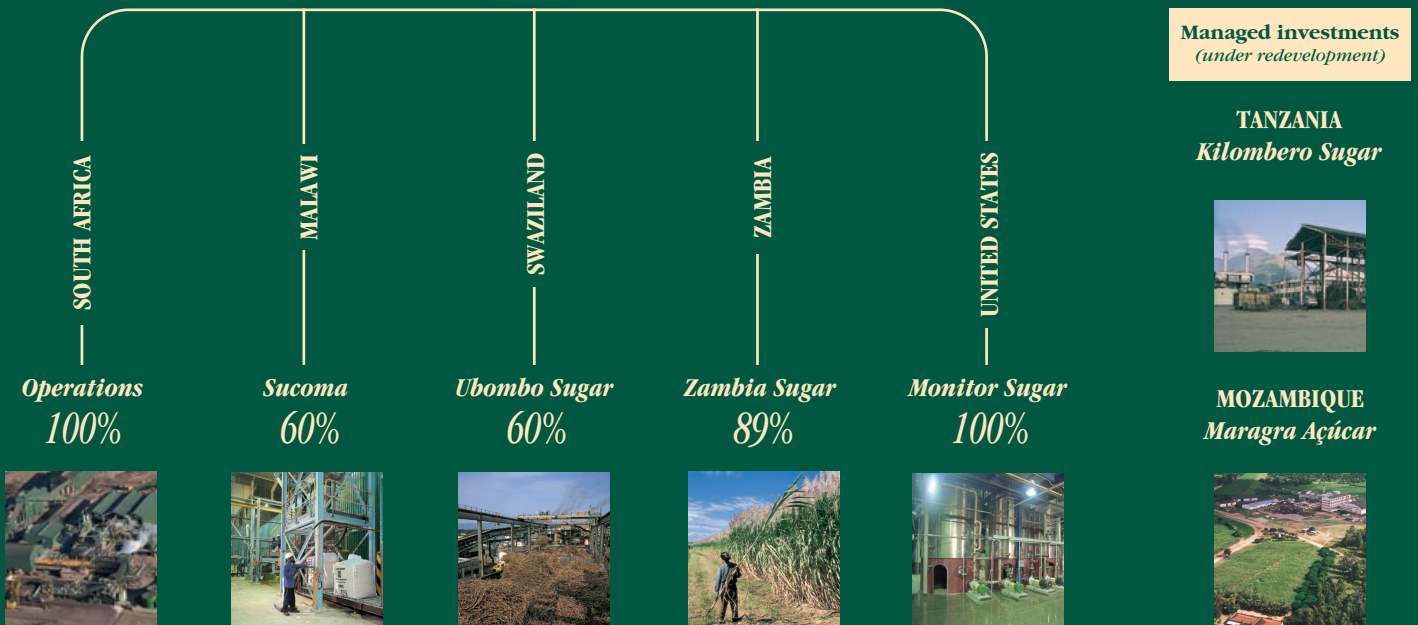 Managed investments
(under redevelopment)
SOUTH AFRICA
MALAWI
SWAZILAND
ZAMBIA
UNITED STATES
Operations
100%
Sucoma
60%
Ubombo Sugar
60%
Zambia Sugar
89%
Monitor Sugar
100%
TANZANIA
Kilombero Sugar
MOZAMBIQUE
Maragra Açúcar